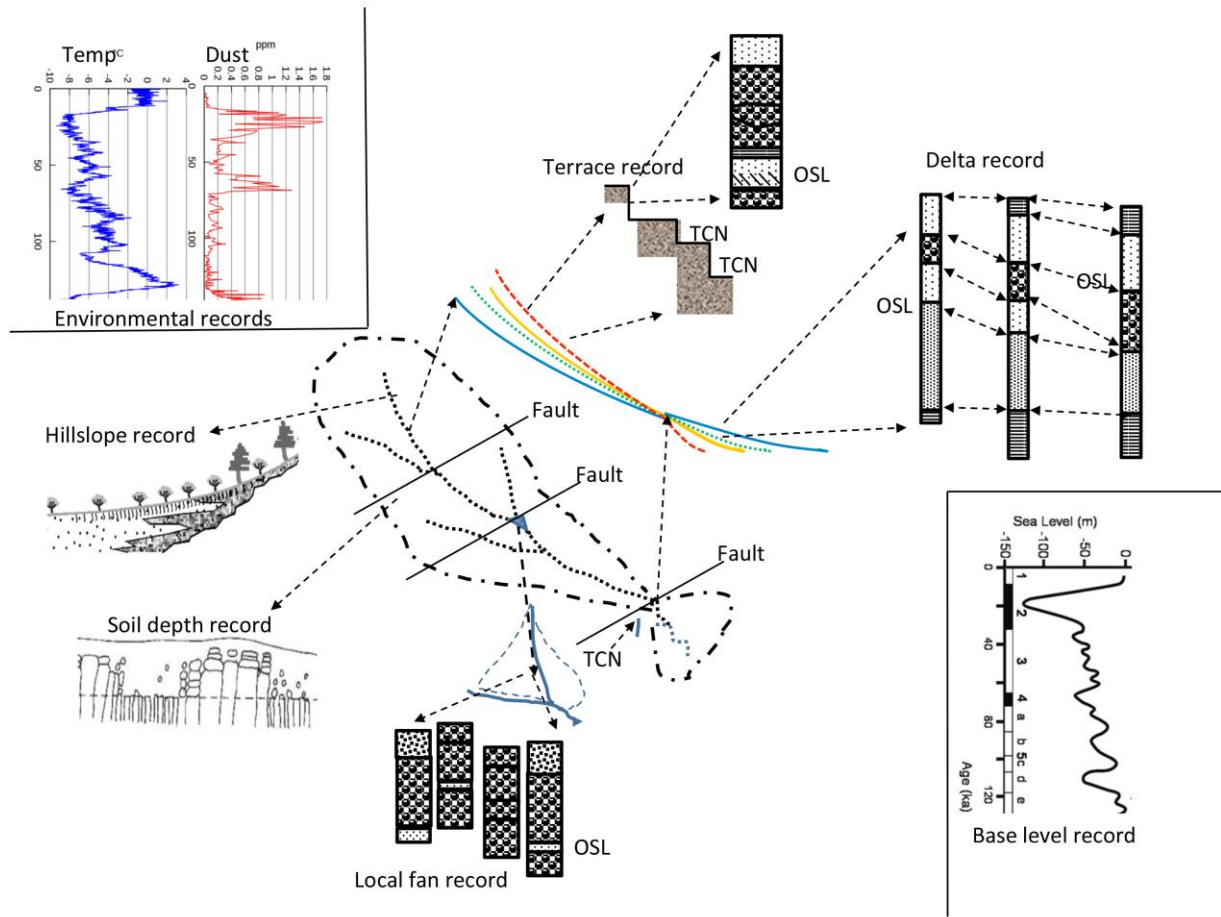 Temp°C
-10 -8 -6 -4 -2 0 2 4
0
50
100
Dust ppm
0 0.2 0.4 0.6 0.8 1 1.2 1.4 1.6 1.8
0
50
100
Environmental records
Terrace record
OSL
TCN
TCN
Delta record
OSL
OSL
Hillslope record
Fault
Fault
Fault
Soil depth record
TCN
OSL
Local fan record
Sea Level (m)
-150 -100 -50 0
0
40
80
120
Age (ka)
1
2
3
4
a
b
5c
d
e
Base level record